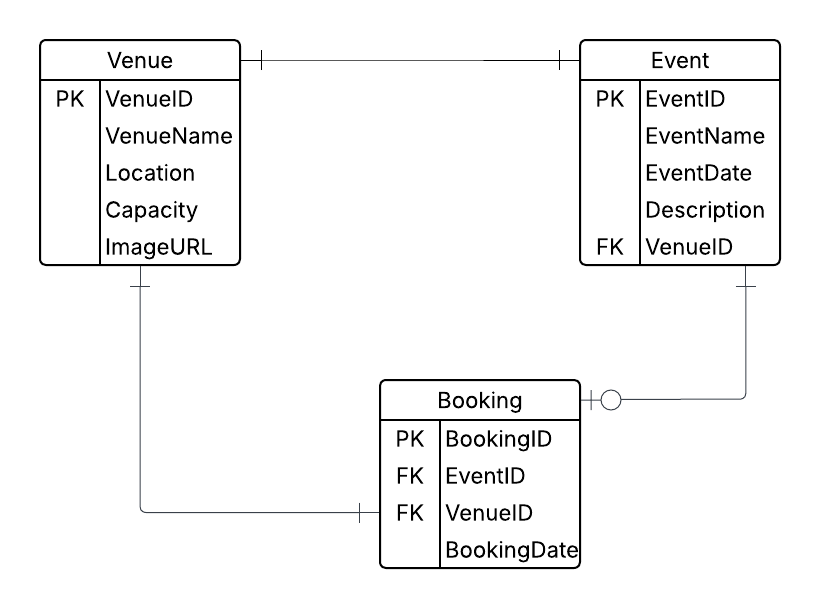 Venue
PK VenueID
VenueName
Location
Capacity
ImageURL
Event
PK EventID
EventName
EventDate
Description
FK VenueID
Booking
PK BookingID
FK EventID
FK VenueID
BookingDate